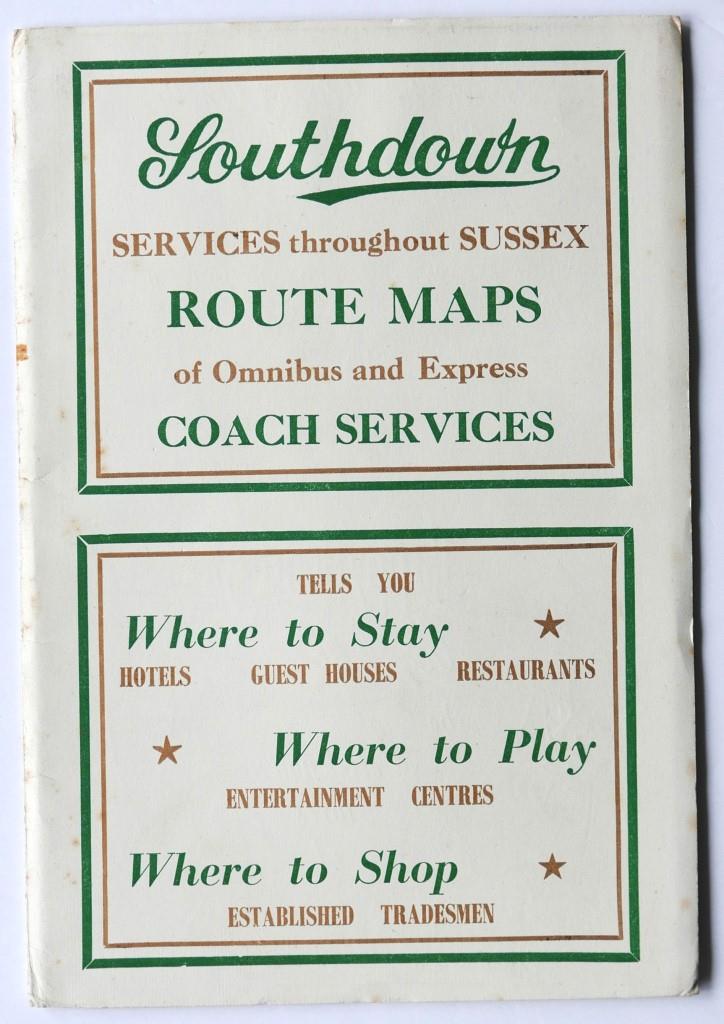 Southdown
SERVICES throughout SUSSEX
ROUTE MAPS
of Omnibus and Express
COACH SERVICES
TELLS YOU
Where to Stay
HOTELS GUEST HOUSES RESTAURANTS
Where to Play
ENTERTAINMENT CENTRES
Where to Shop
ESTABLISHED TRADESMEN